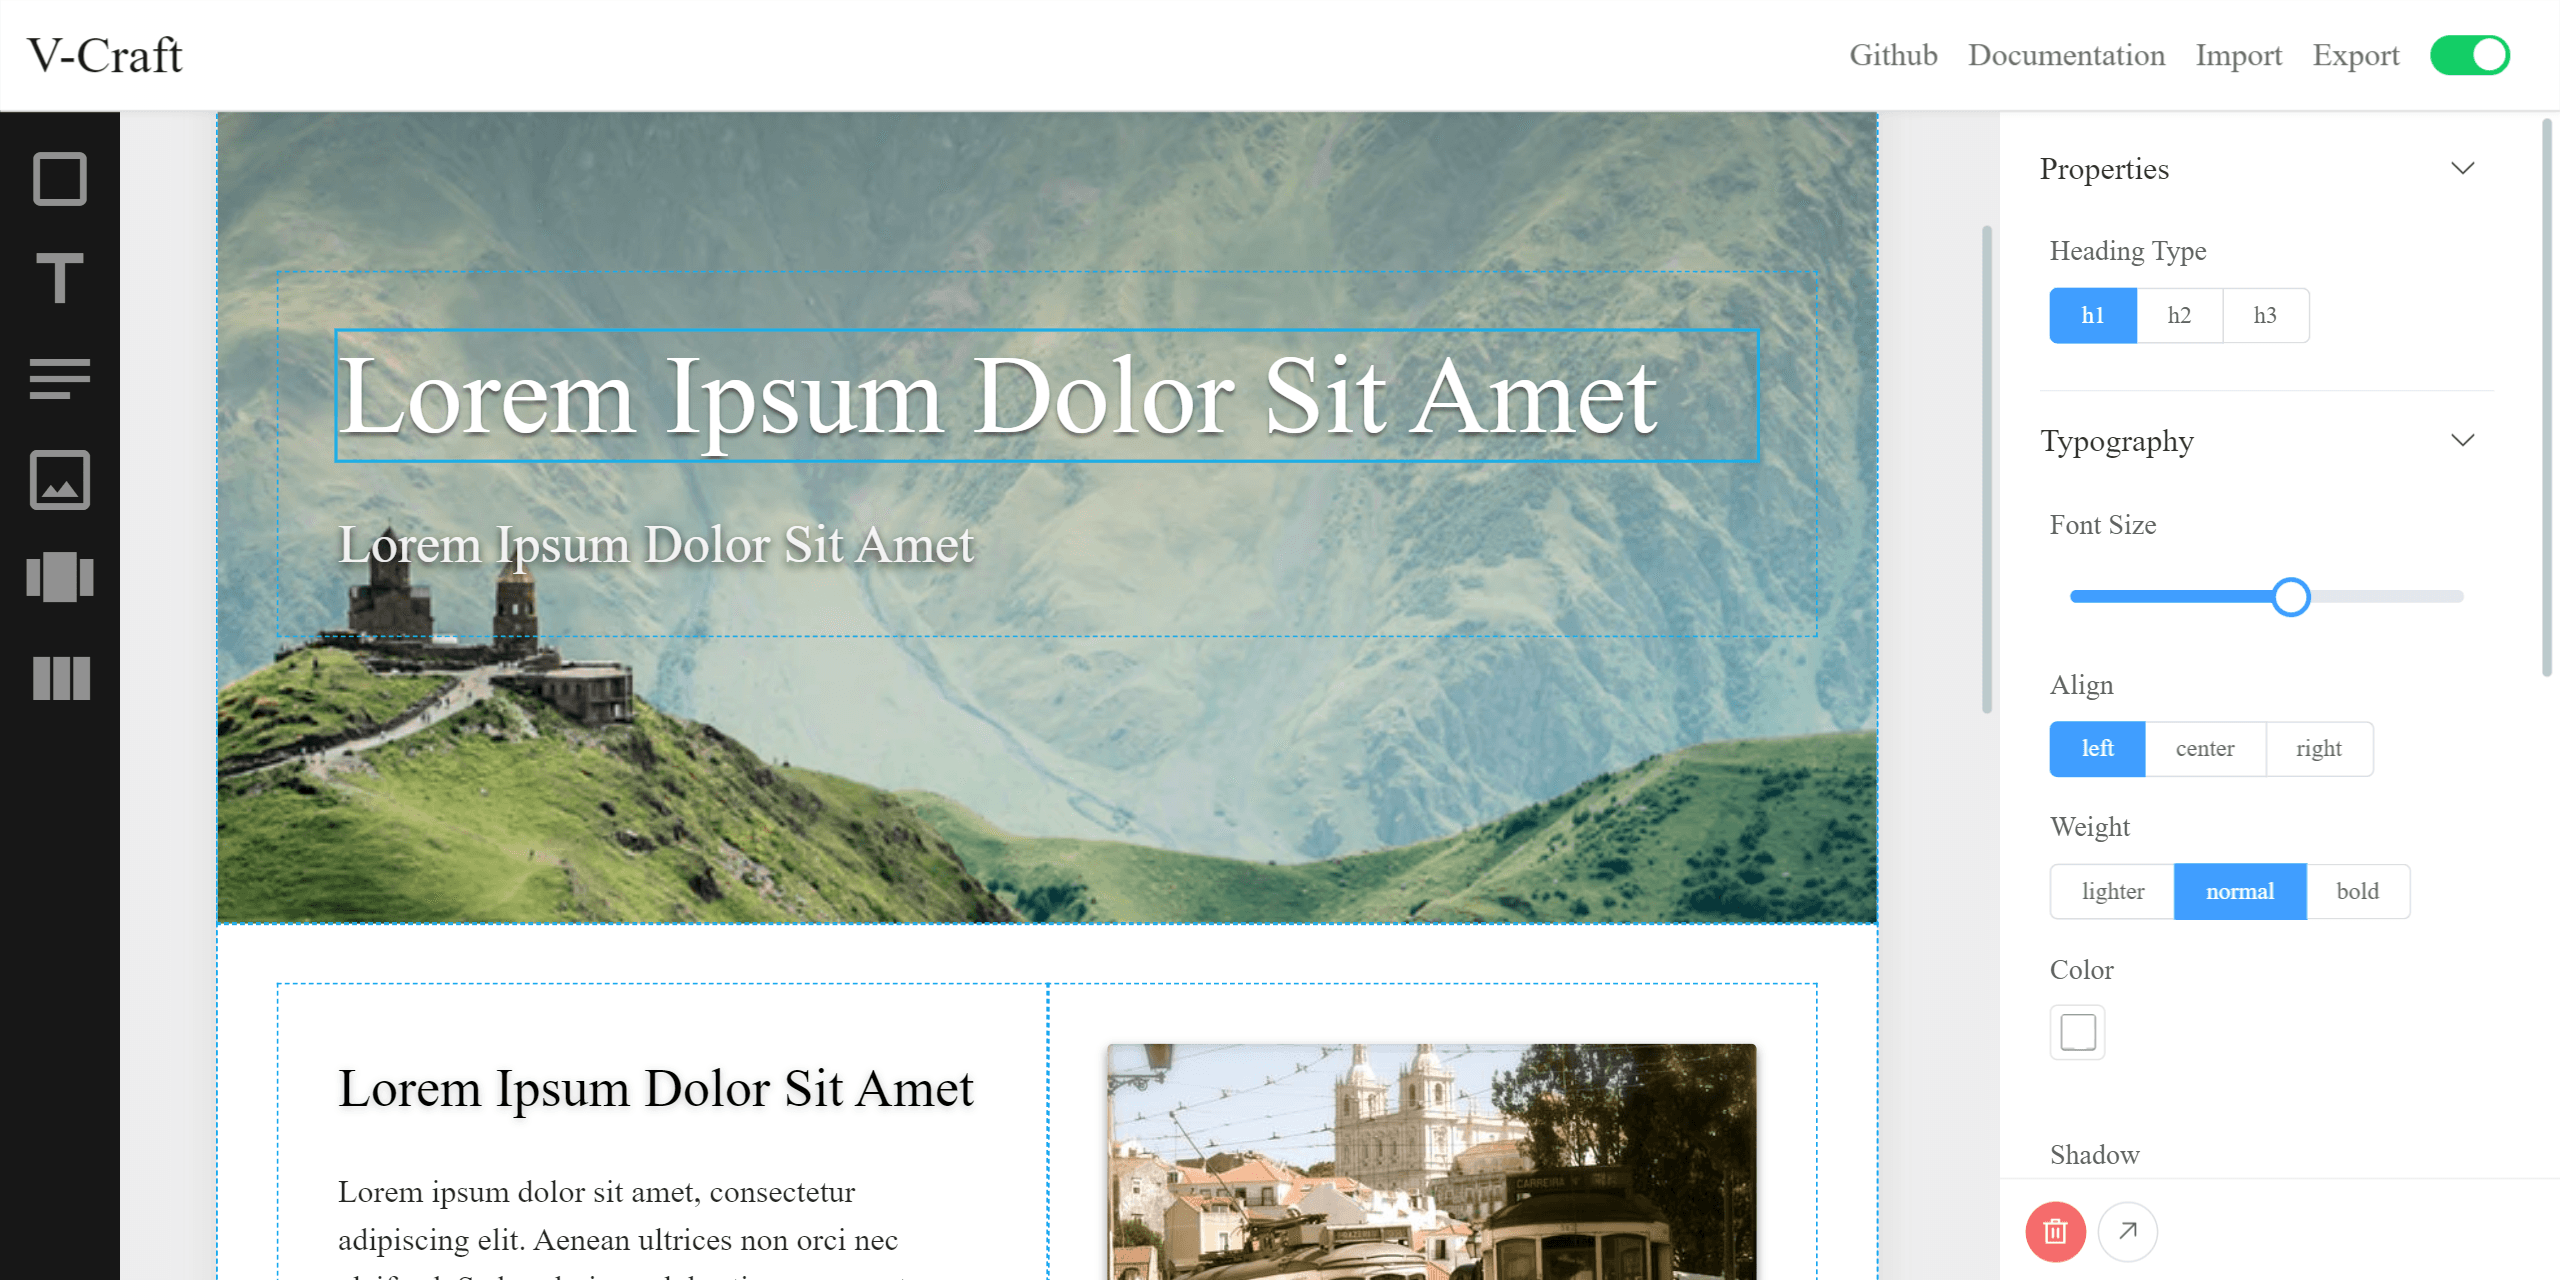 V-Craft
Github Documentation Import Export
Lorem Ipsum Dolor Sit Amet
Lorem Ipsum Dolor Sit Amet
Lorem Ipsum Dolor Sit Amet
Lorem ipsum dolor sit amet, consectetur
adipiscing elit. Aenean ultrices non orci nec
CARREIRA
Properties
Heading Type
h1 h2 h3
Typography
Font Size
Align
left center right
Weight
lighter normal bold
Color
Shadow